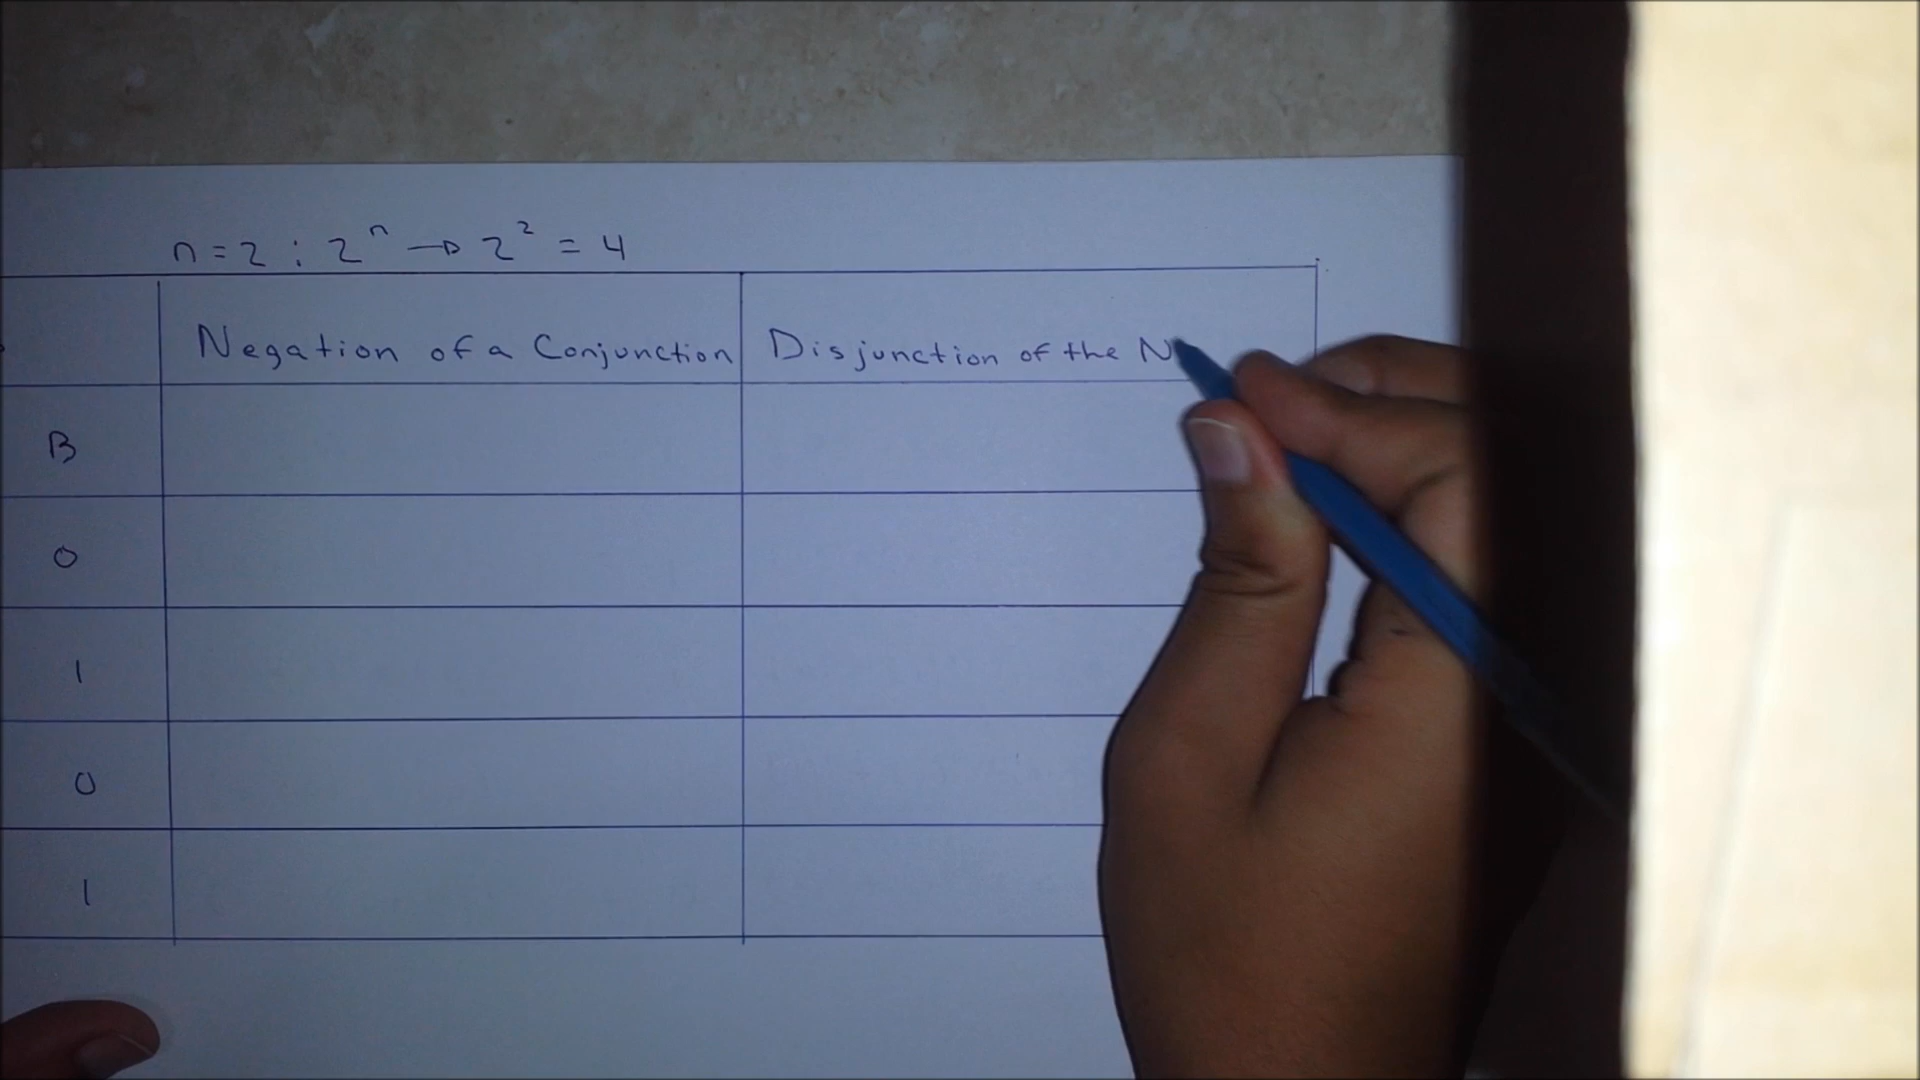 n = 2 : 2^n → 2^2 = 4
Negation of a Conjunction Disjunction of the N
B
0
1
0
1